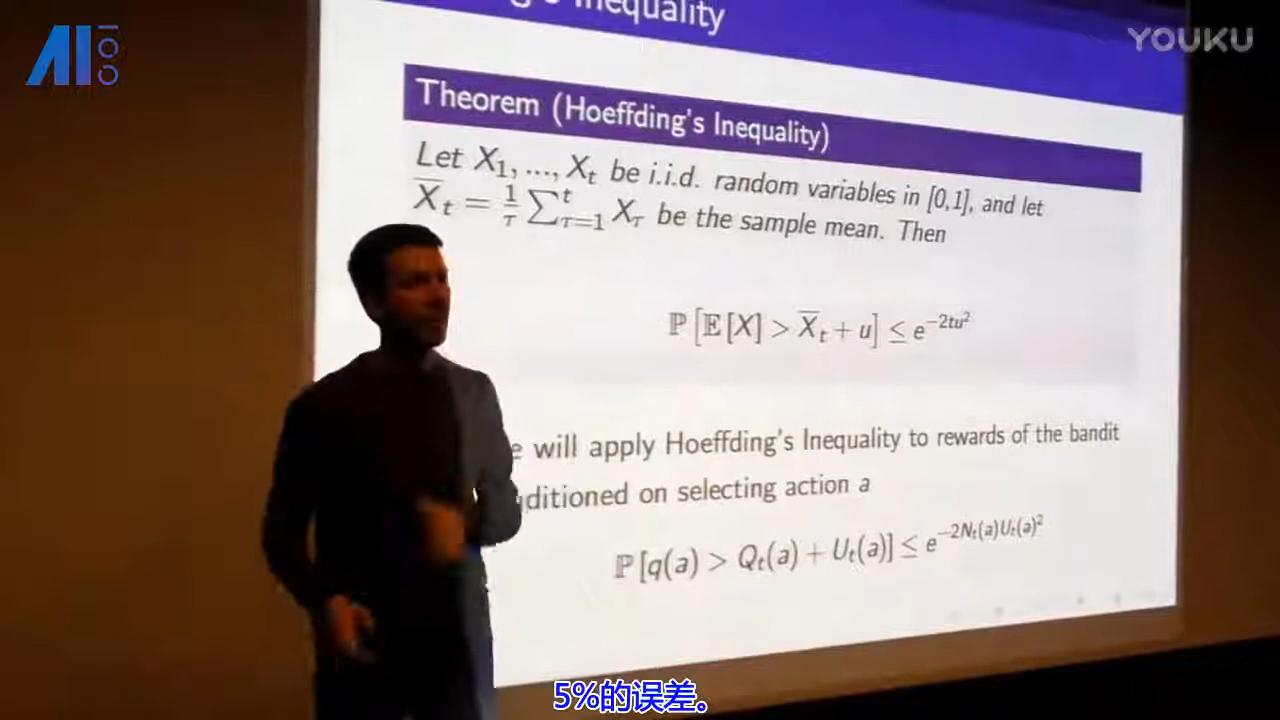 AI100
YOUKU
Inequality
Theorem (Hoeffding's Inequality)
Let X₁, ..., Xₜ be i.i.d. random variables in [0,1], and let
X̅ₜ = 1/τ ∑ᵗ_τ=1 X_τ be the sample mean. Then
ℙ [𝔼 [X] > X̅ₜ + u] ≤ e^−2tu²
will apply Hoeffding's Inequality to rewards of the bandit
on selecting action a
ℙ [q(a) > Qₜ(a) + Uₜ(a)] ≤ e^−2Nₜ(a)Uₜ(a)²
5%的误差。